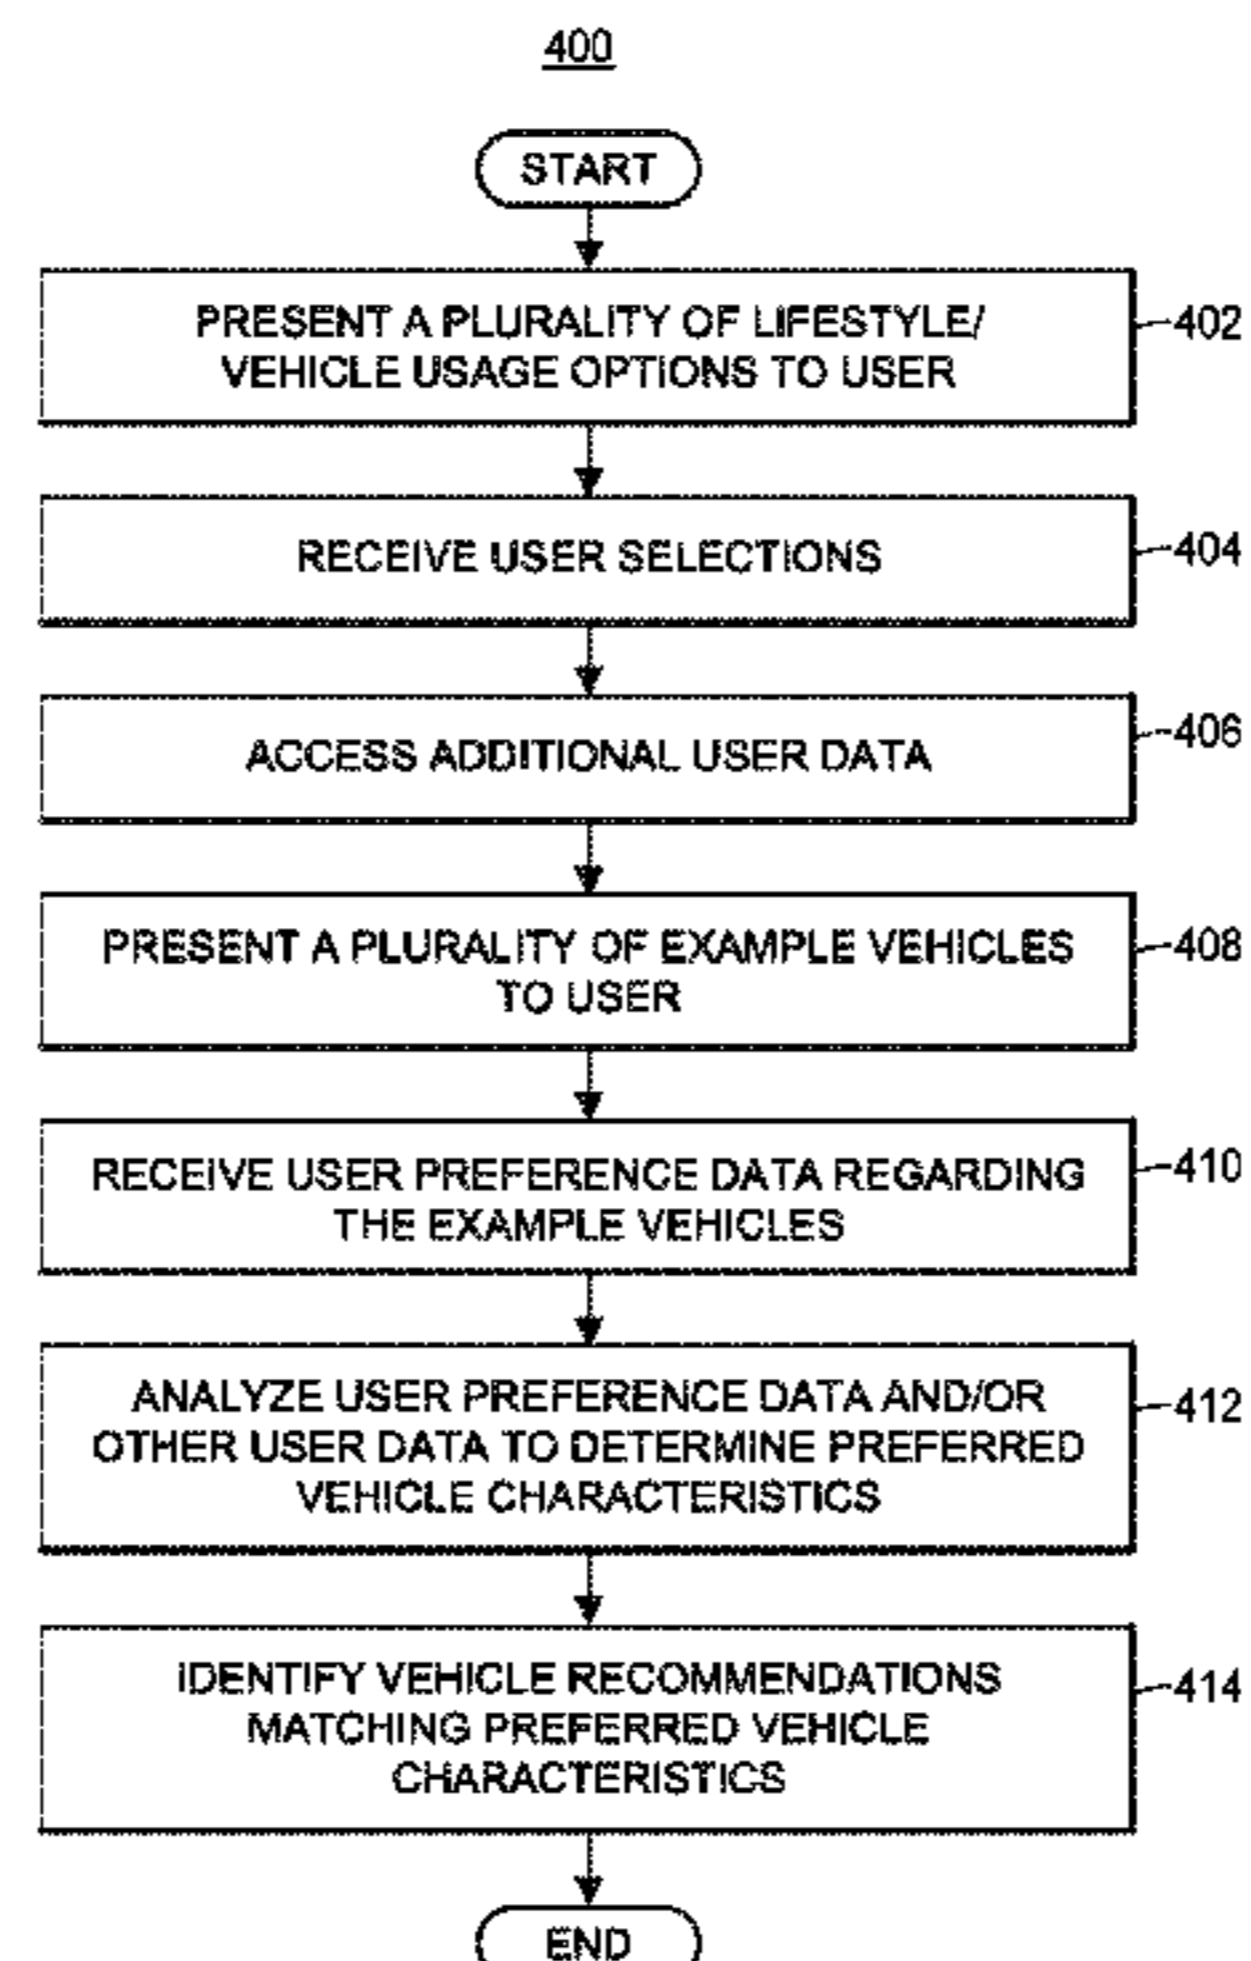 400
START
PRESENT A PLURALITY OF LIFESTYLE/
VEHICLE USAGE OPTIONS TO USER
402
RECEIVE USER SELECTIONS
404
ACCESS ADDITIONAL USER DATA
406
PRESENT A PLURALITY OF EXAMPLE VEHICLES
TO USER
408
RECEIVE USER PREFERENCE DATA REGARDING
THE EXAMPLE VEHICLES
410
ANALYZE USER PREFERENCE DATA AND/OR
OTHER USER DATA TO DETERMINE PREFERRED
VEHICLE CHARACTERISTICS
412
IDENTIFY VEHICLE RECOMMENDATIONS
MATCHING PREFERRED VEHICLE
CHARACTERISTICS
414
END